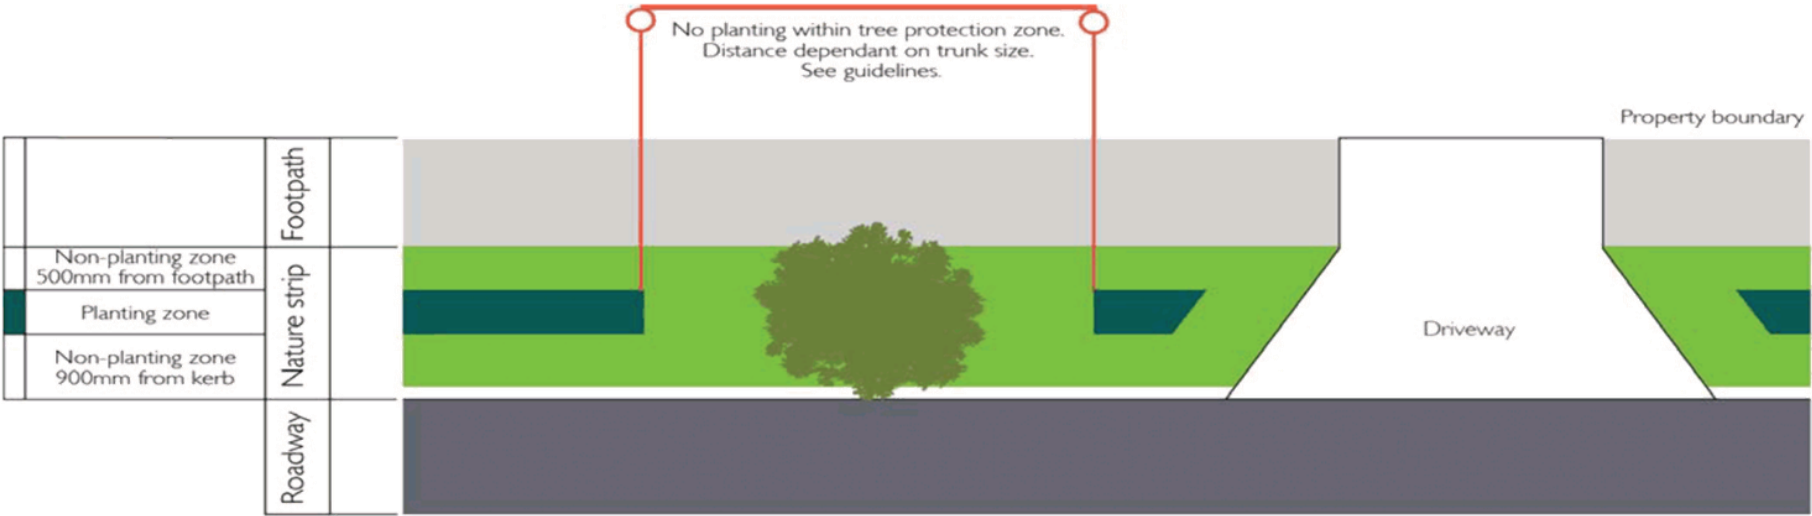 No planting within tree protection zone.
Distance dependant on trunk size.
See guidelines.
Property boundary
Footpath
Non-planting zone
500mm from footpath
Planting zone
Nature strip
Non-planting zone
900mm from kerb
Driveway
Roadway